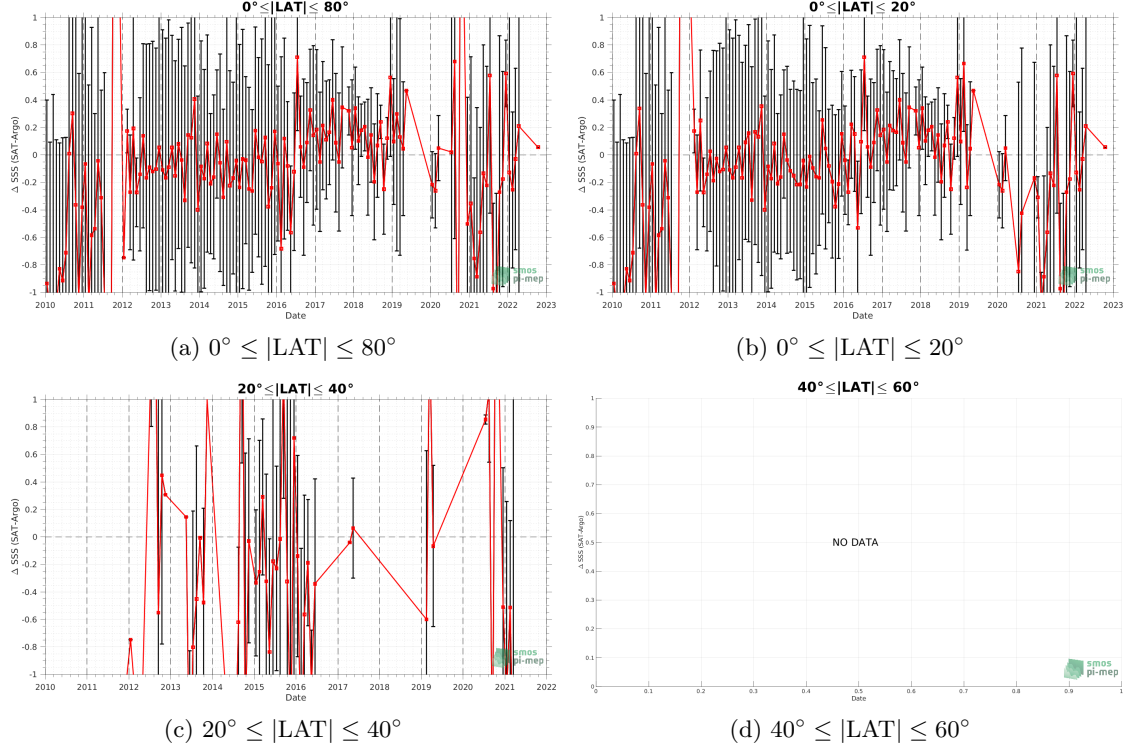 0°≤|LAT|≤ 80°
1
0.8
0.6
0.4
0.2
0
-0.2
-0.4
-0.6
-0.8
-1
Δ SSS (SAT-Argo)
2010 2011 2012 2013 2014 2015 2016 2017 2018 2019 2020 2021 2022 2023
Date
smos
pi-mep
(a) 0° ≤ |LAT| ≤ 80°
0°≤|LAT|≤ 20°
1
0.8
0.6
0.4
0.2
0
-0.2
-0.4
-0.6
-0.8
-1
Δ SSS (SAT-Argo)
2010 2011 2012 2013 2014 2015 2016 2017 2018 2019 2020 2021 2022 2023
Date
smos
pi-mep
(b) 0° ≤ |LAT| ≤ 20°
20°≤|LAT|≤ 40°
1
0.8
0.6
0.4
0.2
0
-0.2
-0.4
-0.6
-0.8
-1
Δ SSS (SAT-Argo)
2010 2011 2012 2013 2014 2015 2016 2017 2018 2019 2020 2021 2022
Date
smos
pi-mep
(c) 20° ≤ |LAT| ≤ 40°
40°≤|LAT|≤ 60°
1
0.9
0.8
0.7
0.6
0.5
0.4
0.3
0.2
0.1
0
Δ SSS (SAT-Argo)
NO DATA
0 0.1 0.2 0.3 0.4 0.5 0.6 0.7 0.8 0.9 1
Date
smos
pi-mep
(d) 40° ≤ |LAT| ≤ 60°